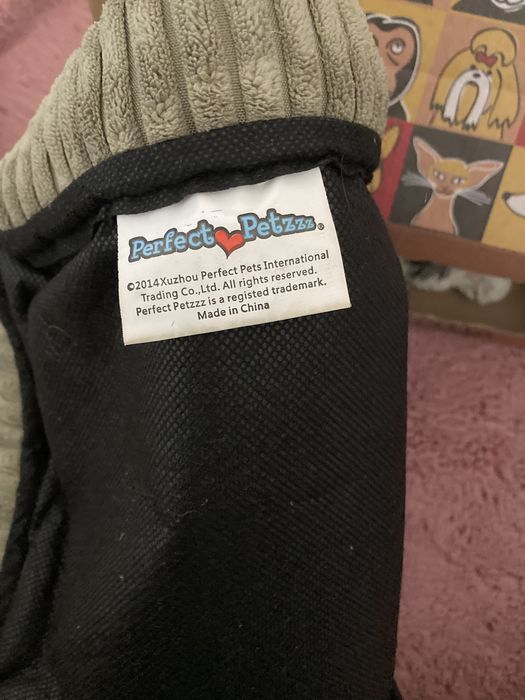 Perfect Petzzz®
©2014Xuzhou Perfect Pets International
Trading Co.,Ltd. All rights reserved.
Perfect Petzzz is a registed trademark.
Made in China